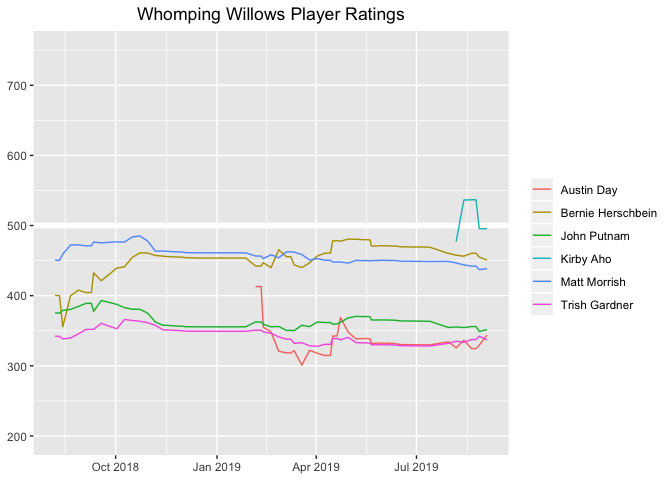 Whomping Willows Player Ratings
700
600
500
400
300
200
Oct 2018
Jan 2019
Apr 2019
Jul 2019
Austin Day
Bernie Herschbein
John Putnam
Kirby Aho
Matt Morrish
Trish Gardner